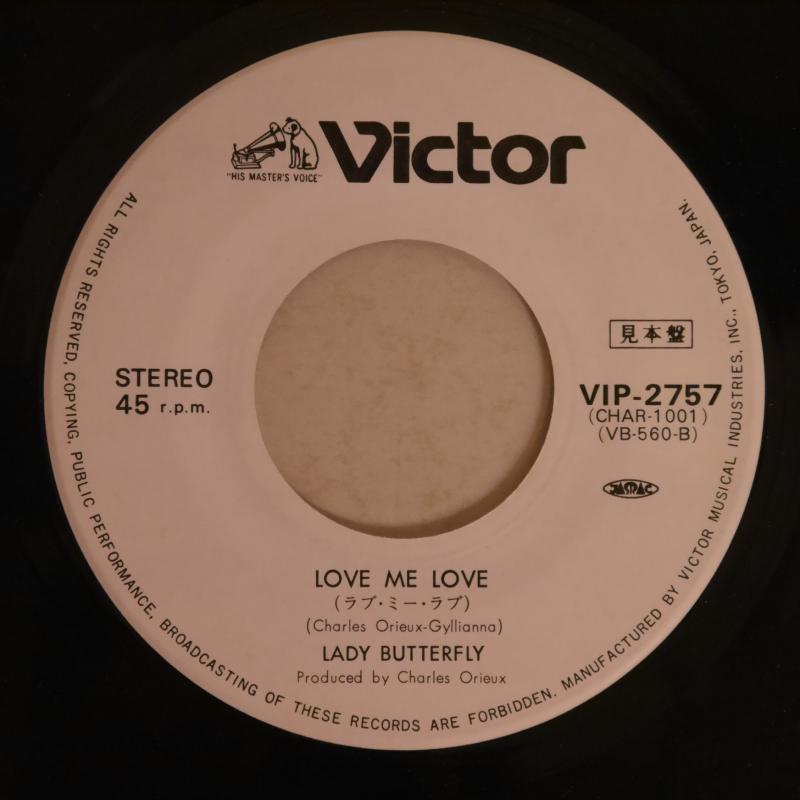 Victor
"HIS MASTER'S VOICE"
見本盤
STEREO
45 r.p.m.
VIP-2757
(CHAR-1001)
(VB-560-B)
JASRAC
LOVE ME LOVE
(ラブ・ミー・ラブ)
(Charles Orieux-Gyllianna)
LADY BUTTERFLY
Produced by Charles Orieux
ALL RIGHTS RESERVED, COPYING, PUBLIC PERFORMANCE, BROADCASTING OF THESE RECORDS ARE FORBIDDEN. MANUFACTURED BY VICTOR MUSICAL INDUSTRIES, INC., TOKYO, JAPAN.